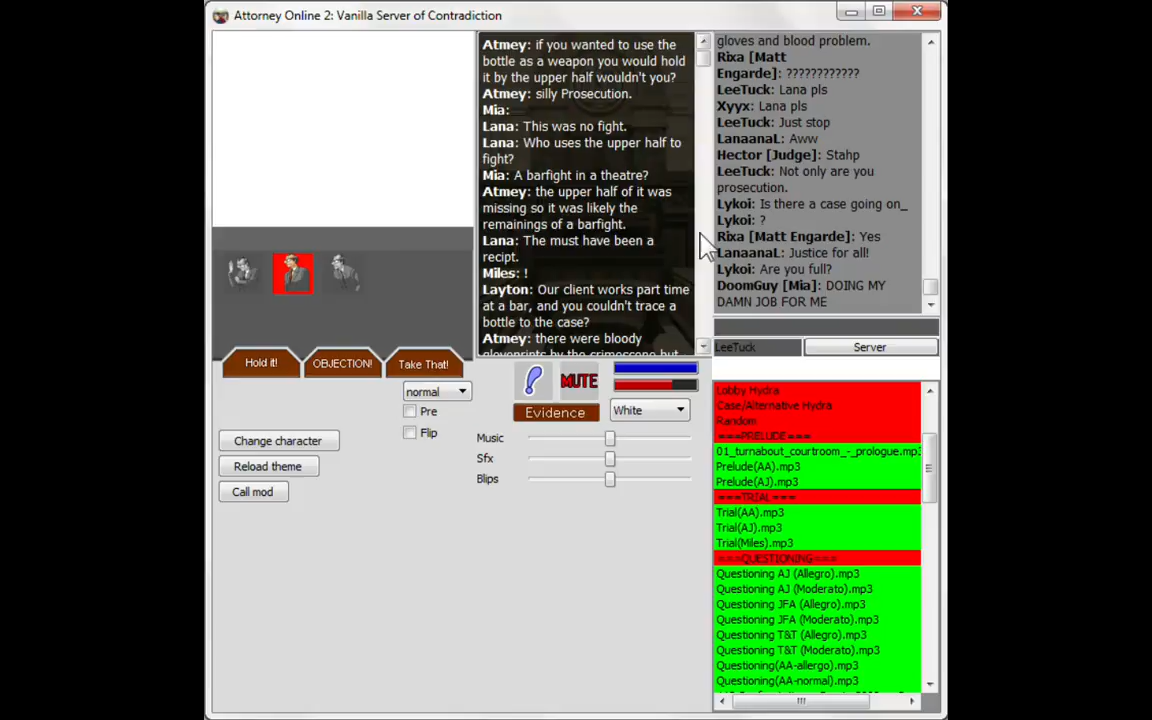 Attorney Online 2: Vanilla Server of Contradiction
Atmey: if you wanted to use the
bottle as a weapon you would hold
it by the upper half wouldn't you?
Atmey: silly Prosecution.
Mia:
Lana: This was no fight.
Lana: Who uses the upper half to
fight?
Mia: A barfight in a theatre?
Atmey: the upper half of it was
missing so it was likely the
remainings of a barfight.
Lana: The must have been a
recipt.
Miles: !
Layton: Our client works part time
at a bar, and you couldn't trace a
bottle to the case?
Atmey: there were bloody
gloveprints by the crimescene but
gloves and blood problem.
Rixa [Matt
Engarde]: ????????????
LeeTuck: Lana pls
Xyyx: Lana pls
LeeTuck: Just stop
LanaanaL: Aww
Hector [Judge]: Stahp
LeeTuck: Not only are you
prosecution.
Lykoi: Is there a case going on_
Lykoi: ?
Rixa [Matt Engarde]: Yes
LanaanaL: Justice for all!
Lykoi: Are you full?
DoomGuy [Mia]: DOING MY
DAMN JOB FOR ME
LeeTuck
Server
Hold it!
OBJECTION!
Take That!
normal
Pre
Flip
MUTE
Evidence
White
Change character
Reload theme
Call mod
Music
Sfx
Blips
Lobby Hydra
Case/Alternative Hydra
Random
===PRELUDE===
01_turnabout_courtroom_-_prologue.mp3
Prelude(AA).mp3
Prelude(AJ).mp3
===TRIAL===
Trial(AA).mp3
Trial(AJ).mp3
Trial(Miles).mp3
===QUESTIONING===
Questioning AJ (Allegro).mp3
Questioning AJ (Moderato).mp3
Questioning JFA (Allegro).mp3
Questioning JFA (Moderato).mp3
Questioning T&T (Allegro).mp3
Questioning T&T (Moderato).mp3
Questioning(AA-allergo).mp3
Questioning(AA-normal).mp3